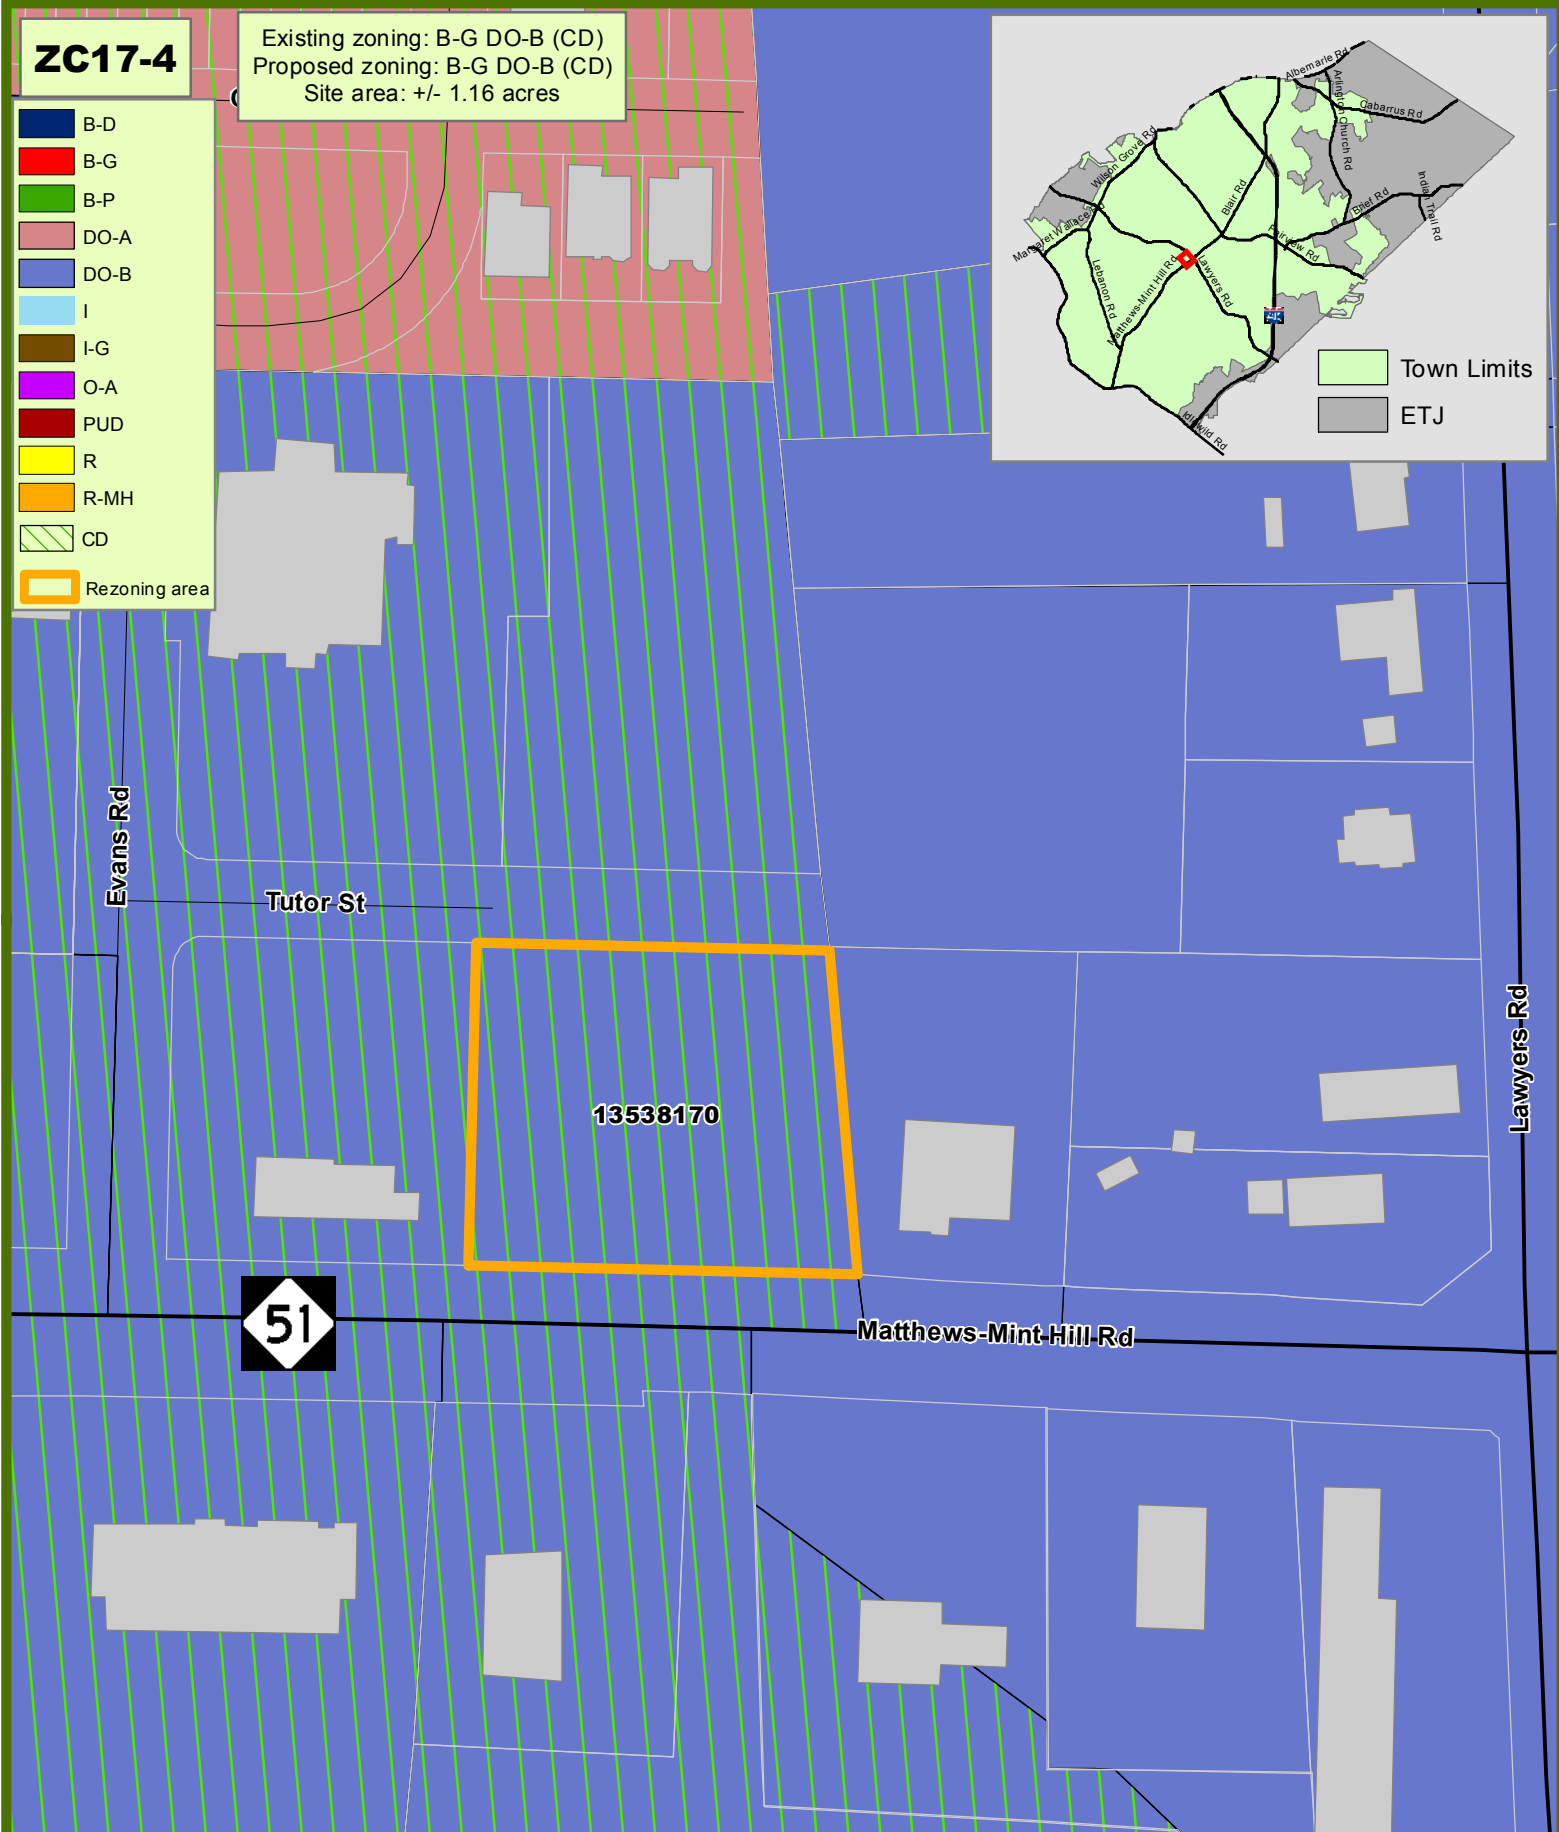 ZC17-4
Existing zoning: B-G DO-B (CD)
Proposed zoning: B-G DO-B (CD)
Site area: +/- 1.16 acres
B-D
B-G
B-P
DO-A
DO-B
I
I-G
O-A
PUD
R
R-MH
CD
Rezoning area
Albemarle Rd
Arlington Church Rd
Cabarrus Rd
Wilson Grove Rd
Blair Rd
Indian Trail Rd
Brief Rd
Margaret Wallace Rd
Fairview Rd
Lebanon Rd
Matthews-Mint Hill Rd
Lawyers Rd
Idlewild Rd
Town Limits
ETJ
Evans Rd
Tutor St
13538170
Lawyers Rd
51
Matthews-Mint Hill Rd